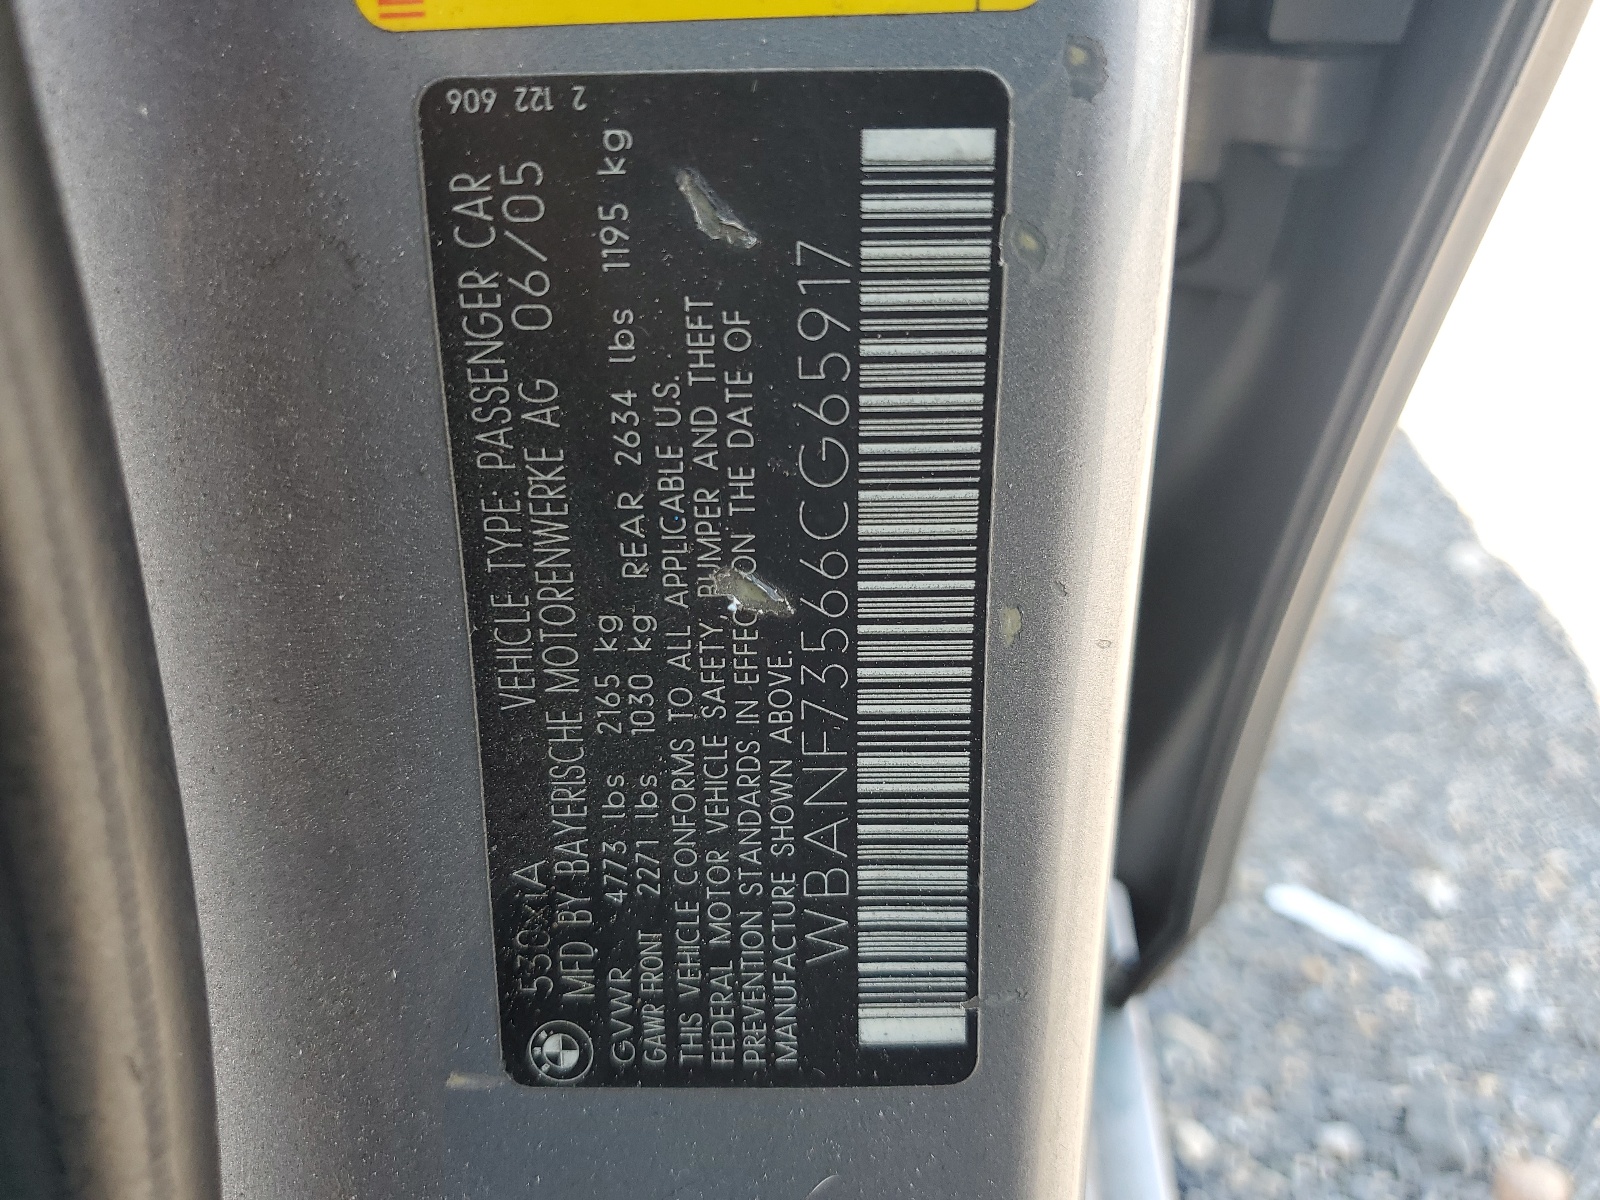 2 122 606
530xiA VEHICLE TYPE: PASSENGER CAR
MFD BY BAYERISCHE MOTORENWERKE AG 06/05
GVWR 4773 lbs 2165 kg
GAWR FRONT 2271 lbs 1030 kg REAR 2634 lbs 1195 kg
THIS VEHICLE CONFORMS TO ALL APPLICABLE U.S.
FEDERAL MOTOR VEHICLE SAFETY, BUMPER AND THEFT
PREVENTION STANDARDS IN EFFEC ON THE DATE OF
MANUFACTURE SHOWN ABOVE.
WBANF73566CG65917